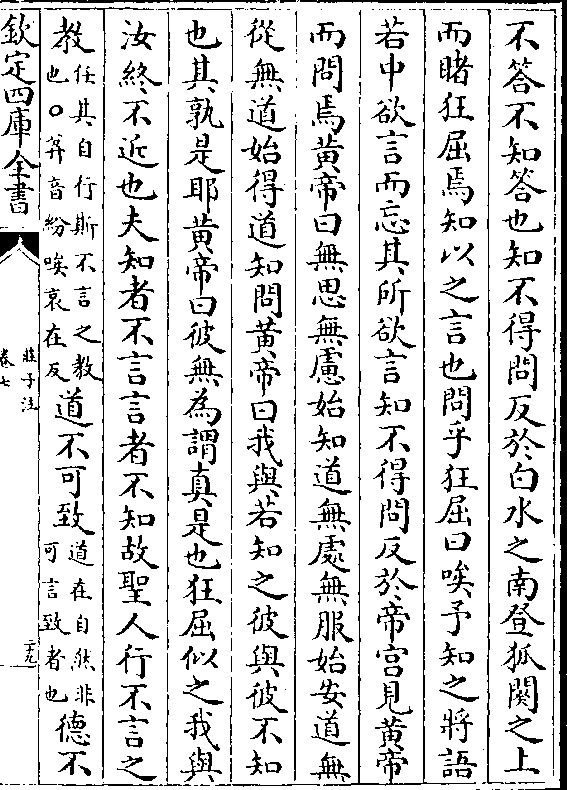 不答不知答也知不得問反於白水之南登狐闋之上
而睹狂屈焉知以之言也問乎狂屈曰唉予知之將語
若中欲言而忘其所欲言知不得問反於帝宫見黄帝
而問焉黄帝曰無思無慮始知道無處無服始安道無
從無道始得道知問黄帝曰我與若知之彼與彼不知
也其孰是耶黄帝曰彼無為謂真是也狂屈似之我與
汝終不近也夫知者不言言者不知故聖人行不言之
教任其自行斯不言之教也○莾音紛唉哀在反道不可致道在自然非可言致者也德不
欽定四庫全書
莊子注
卷七
二九